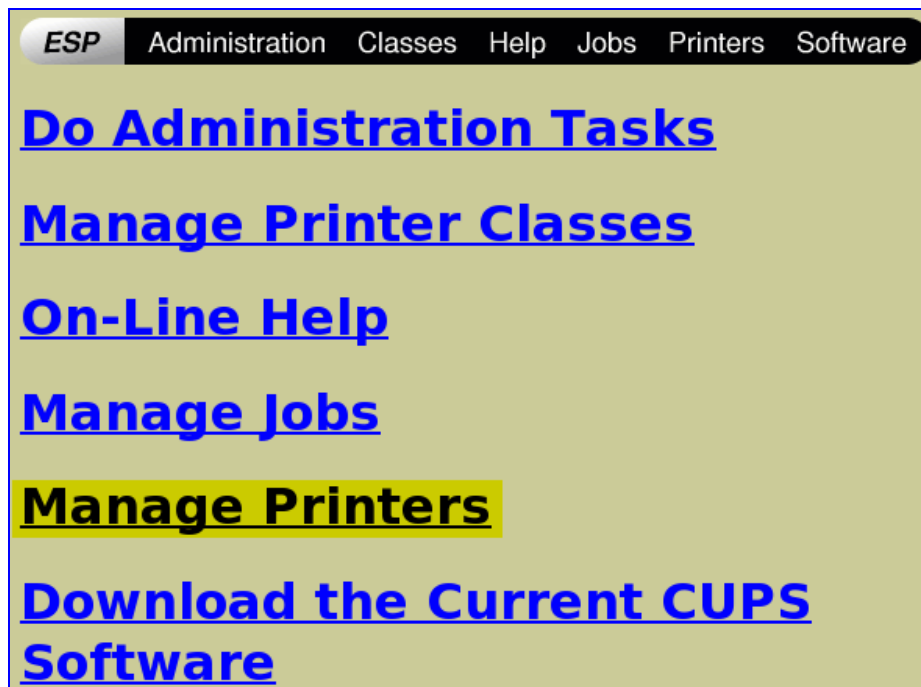 ESP Administration Classes Help Jobs Printers Software
Do Administration Tasks
Manage Printer Classes
On-Line Help
Manage Jobs
Manage Printers
Download the Current CUPS
Software